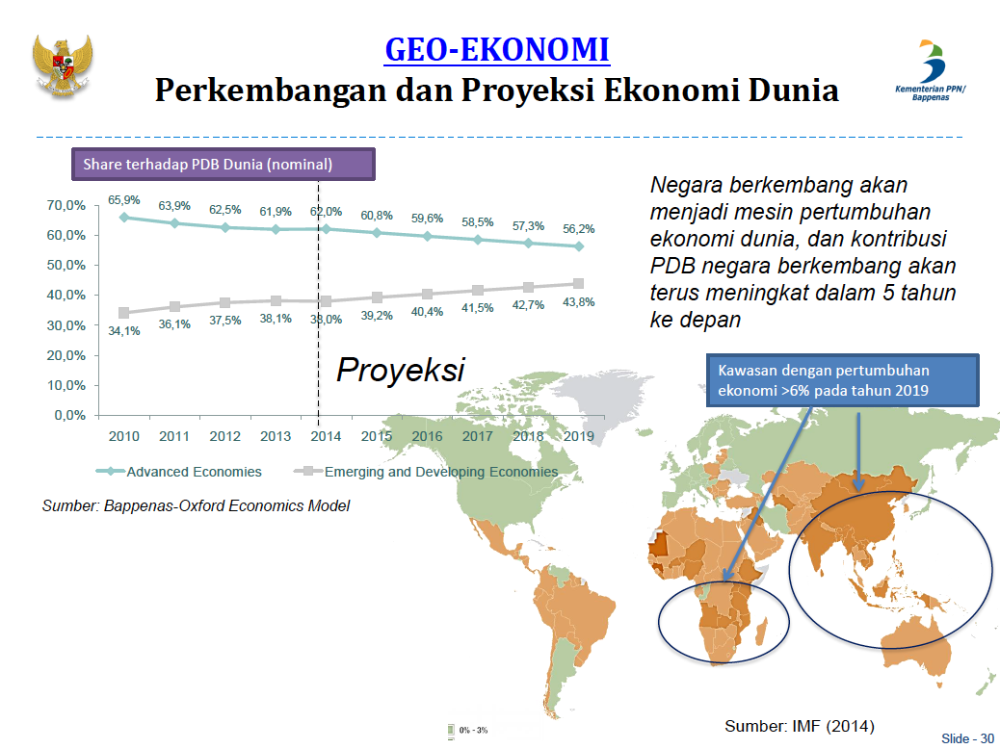 GEO-EKONOMI
Perkembangan dan Proyeksi Ekonomi Dunia
Kementerian PPN/
Bappenas
Share terhadap PDB Dunia (nominal)
70,0%
60,0%
50,0%
40,0%
30,0%
20,0%
10,0%
0,0%
65,9% 63,9% 62,5% 61,9% 62,0% 60,8% 59,6% 58,5% 57,3% 56,2%
34,1% 36,1% 37,5% 38,1% 38,0% 39,2% 40,4% 41,5% 42,7% 43,8%
Proyeksi
2010 2011 2012 2013 2014 2015 2016 2017 2018 2019
Advanced Economies Emerging and Developing Economies
Sumber: Bappenas-Oxford Economics Model
Negara berkembang akan
menjadi mesin pertumbuhan
ekonomi dunia, dan kontribusi
PDB negara berkembang akan
terus meningkat dalam 5 tahun
ke depan
Kawasan dengan pertumbuhan
ekonomi >6% pada tahun 2019
0% - 3%
Sumber: IMF (2014)
Slide - 30